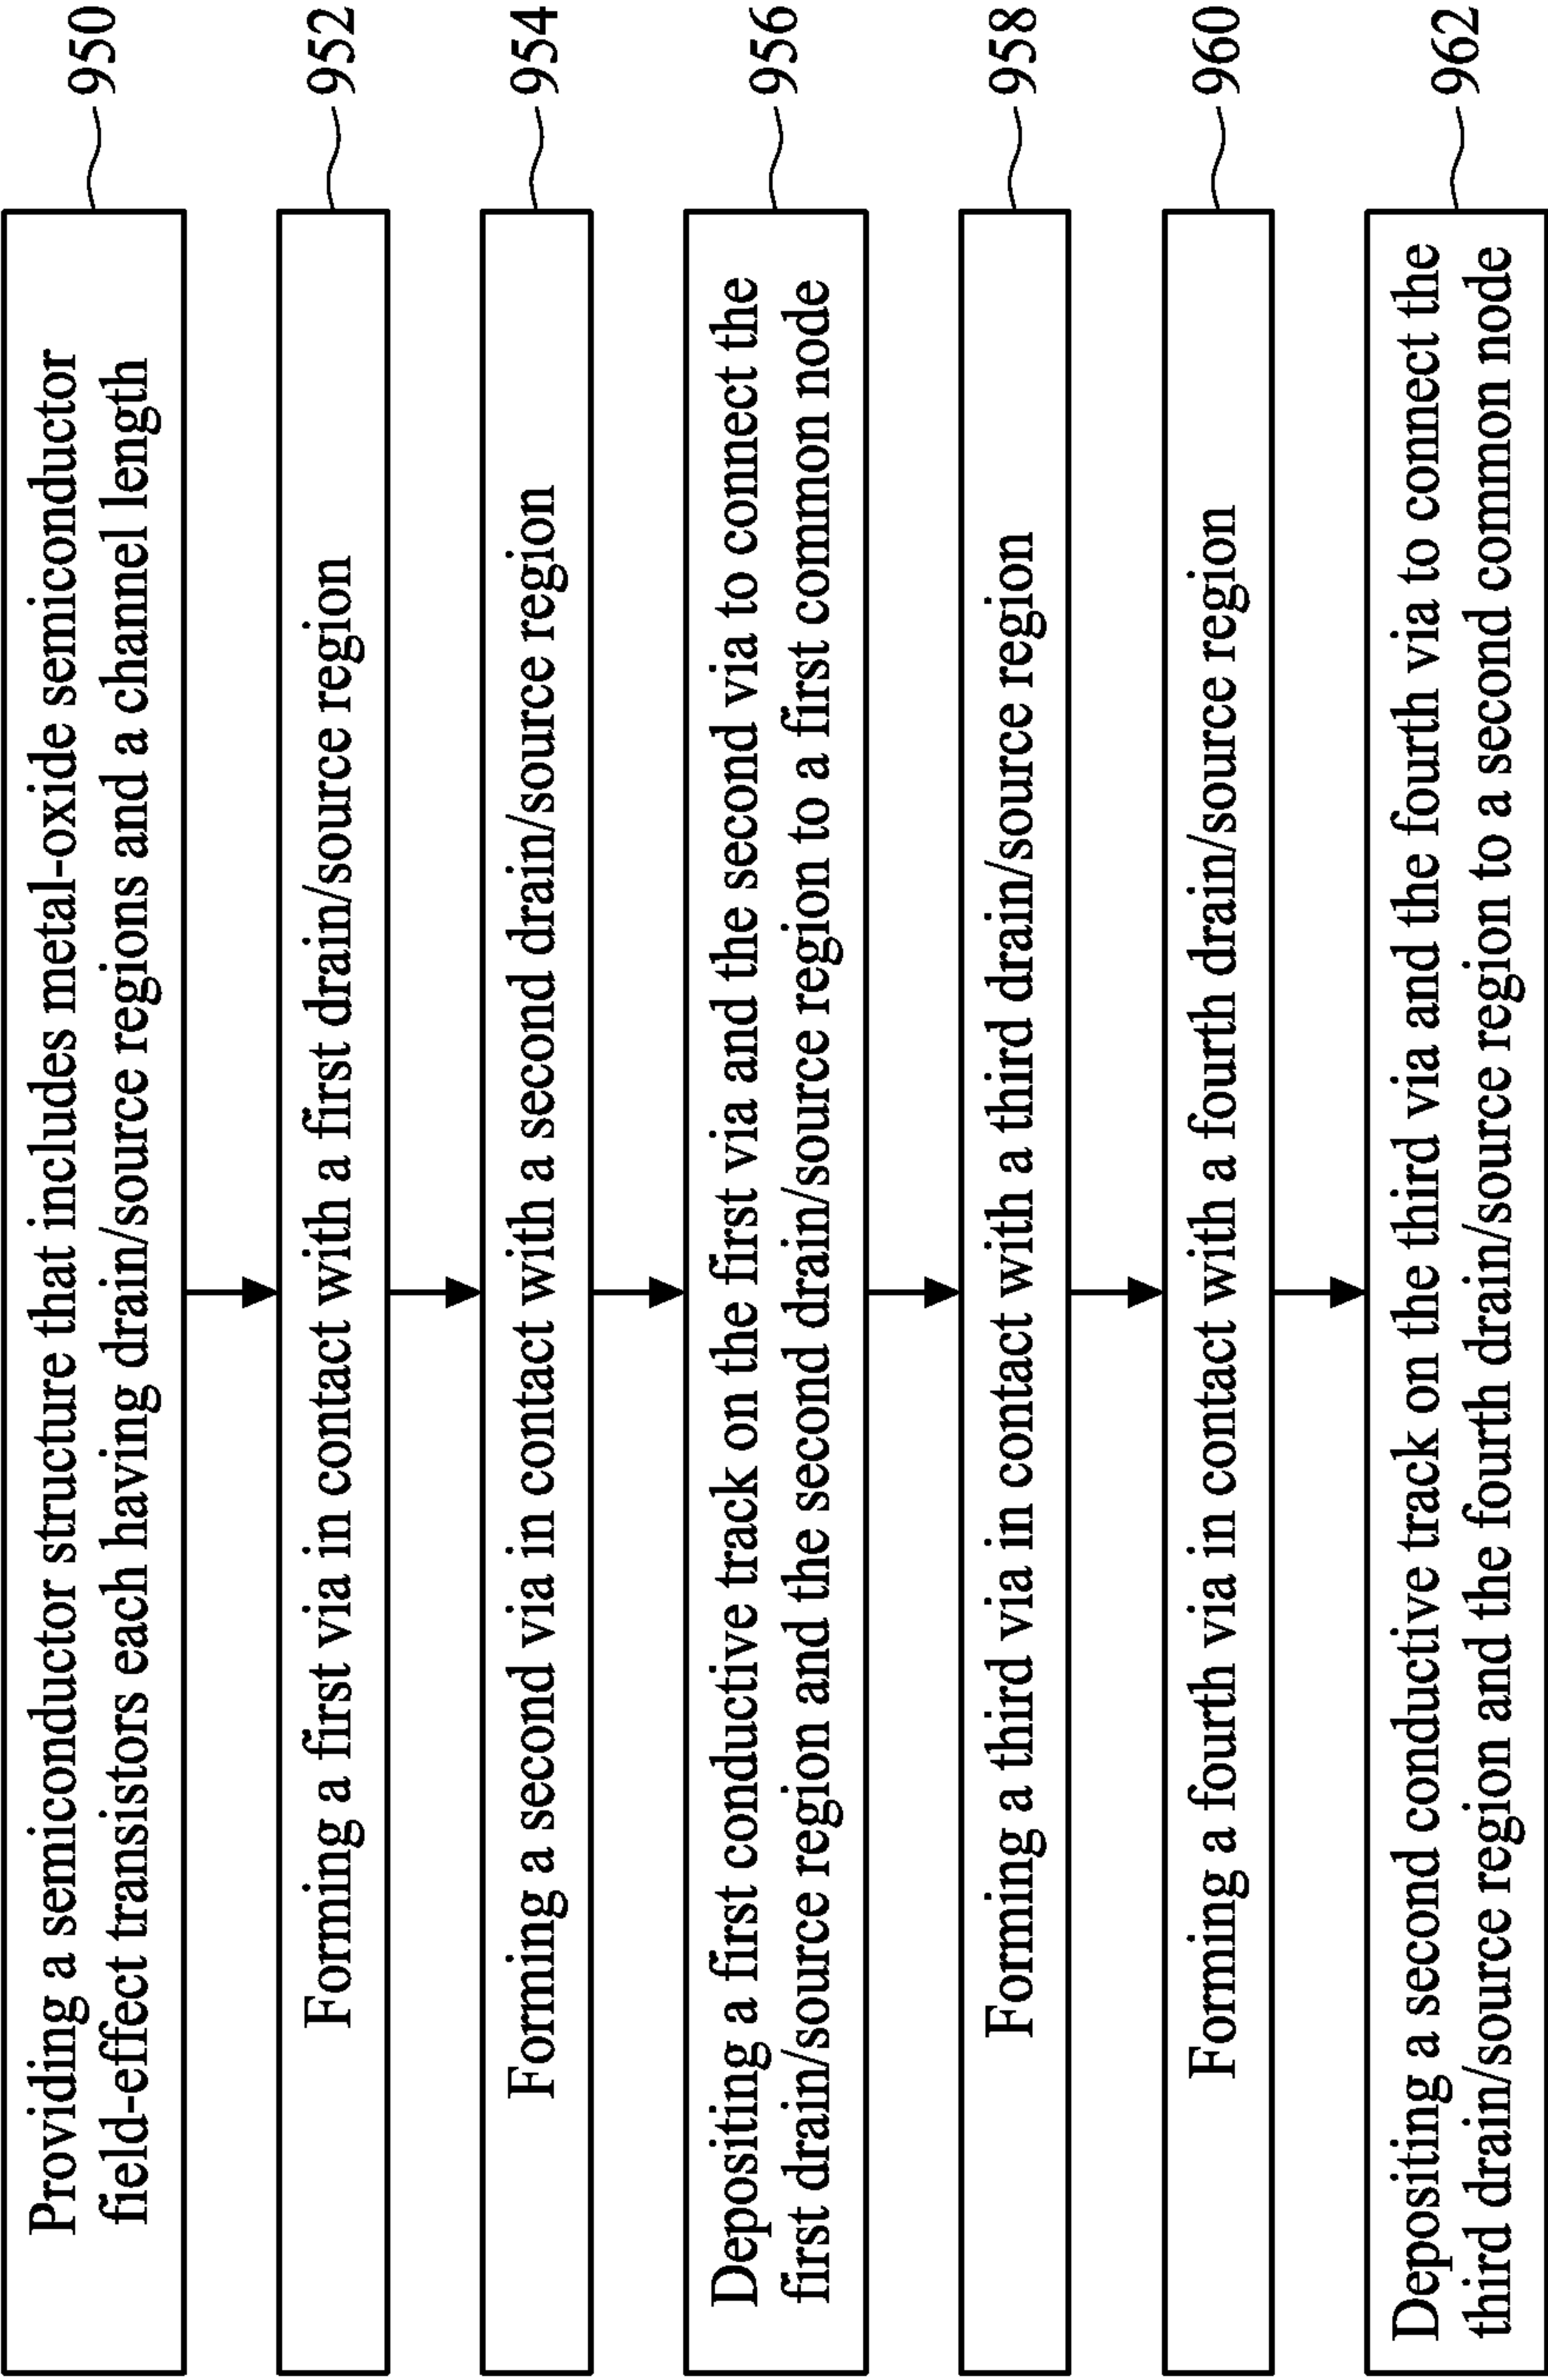 Providing a semiconductor structure that includes metal-oxide semiconductor
field-effect transistors each having drain/source regions and a channel length
950
Forming a first via in contact with a first drain/source region
952
Forming a second via in contact with a second drain/source region
954
Depositing a first conductive track on the first via and the second via to connect the
first drain/source region and the second drain/source region to a first common node
956
Forming a third via in contact with a third drain/source region
958
Forming a fourth via in contact with a fourth drain/source region
960
Depositing a second conductive track on the third via and the fourth via to connect the
third drain/source region and the fourth drain/source region to a second common node
962